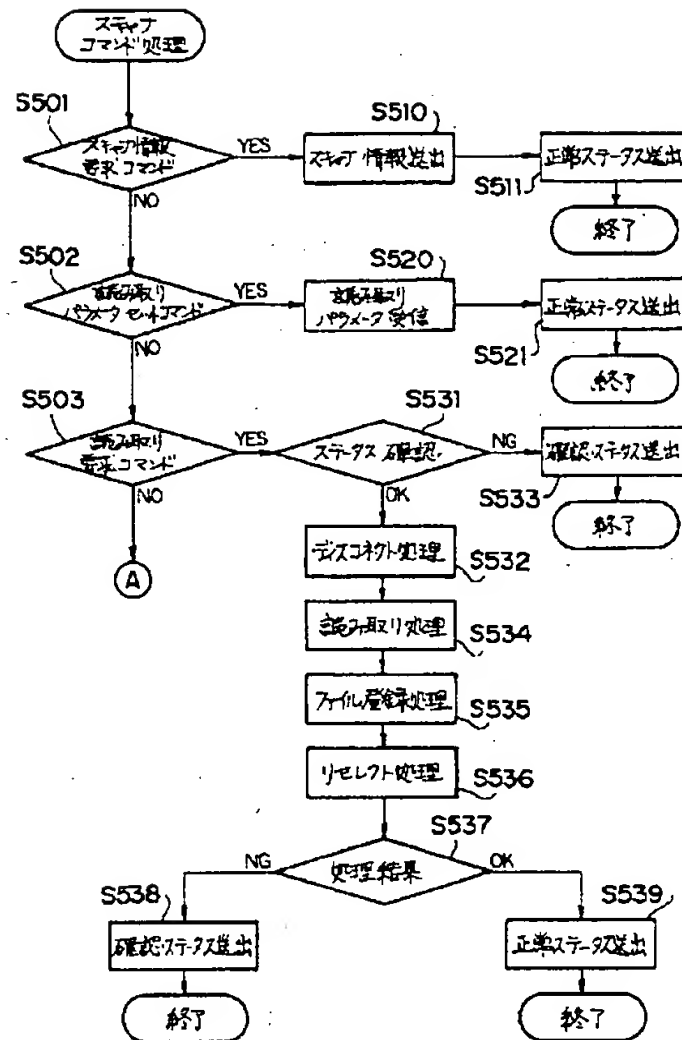 スキャナ
コマンド処理
S501
スキャナ情報
要求コマンド
YES
NO
S510
スキャナ情報送出
正常ステータス送出
S511
終了
S502
読み取り
パラメータセットコマンド
YES
NO
S520
読み取り
パラメータ受信
正常ステータス送出
S521
終了
S503
読み取り
要求コマンド
YES
NO
A
S531
ステータス確認
NG
OK
確認ステータス送出
S533
終了
ディスコネクト処理
S532
読み取り処理
S534
ファイル登録処理
S535
リセレクト処理
S536
S537
処理結果
NG
OK
S538
確認ステータス送出
終了
S539
正常ステータス送出
終了